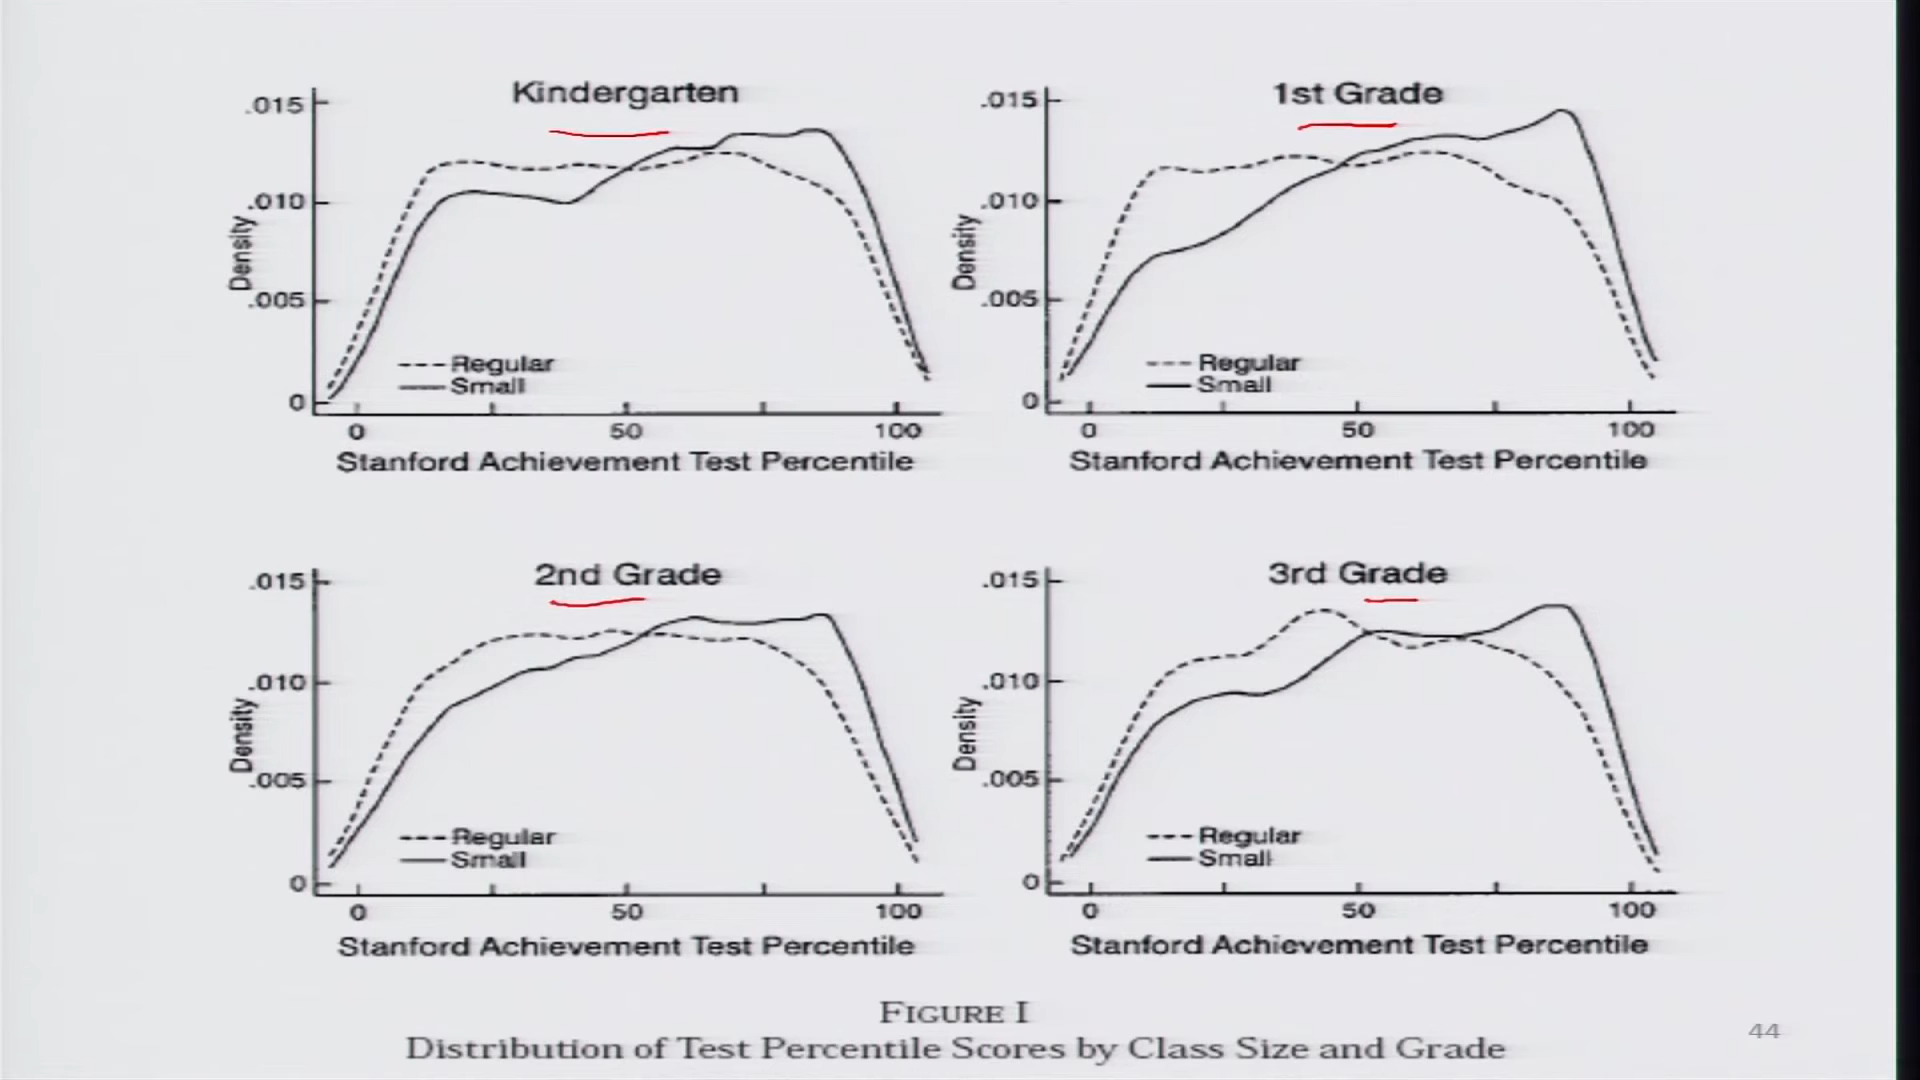 Kindergarten
.015
.010
.005
0
Density
Regular
Small
0 50 100
Stanford Achievement Test Percentile
1st Grade
.015
.010
.005
0
Density
Regular
Small
0 50 100
Stanford Achievement Test Percentile
2nd Grade
.015
.010
.005
0
Density
Regular
Small
0 50 100
Stanford Achievement Test Percentile
3rd Grade
.015
.010
.005
0
Density
Regular
Small
0 50 100
Stanford Achievement Test Percentile
FIGURE I
Distribution of Test Percentile Scores by Class Size and Grade
44